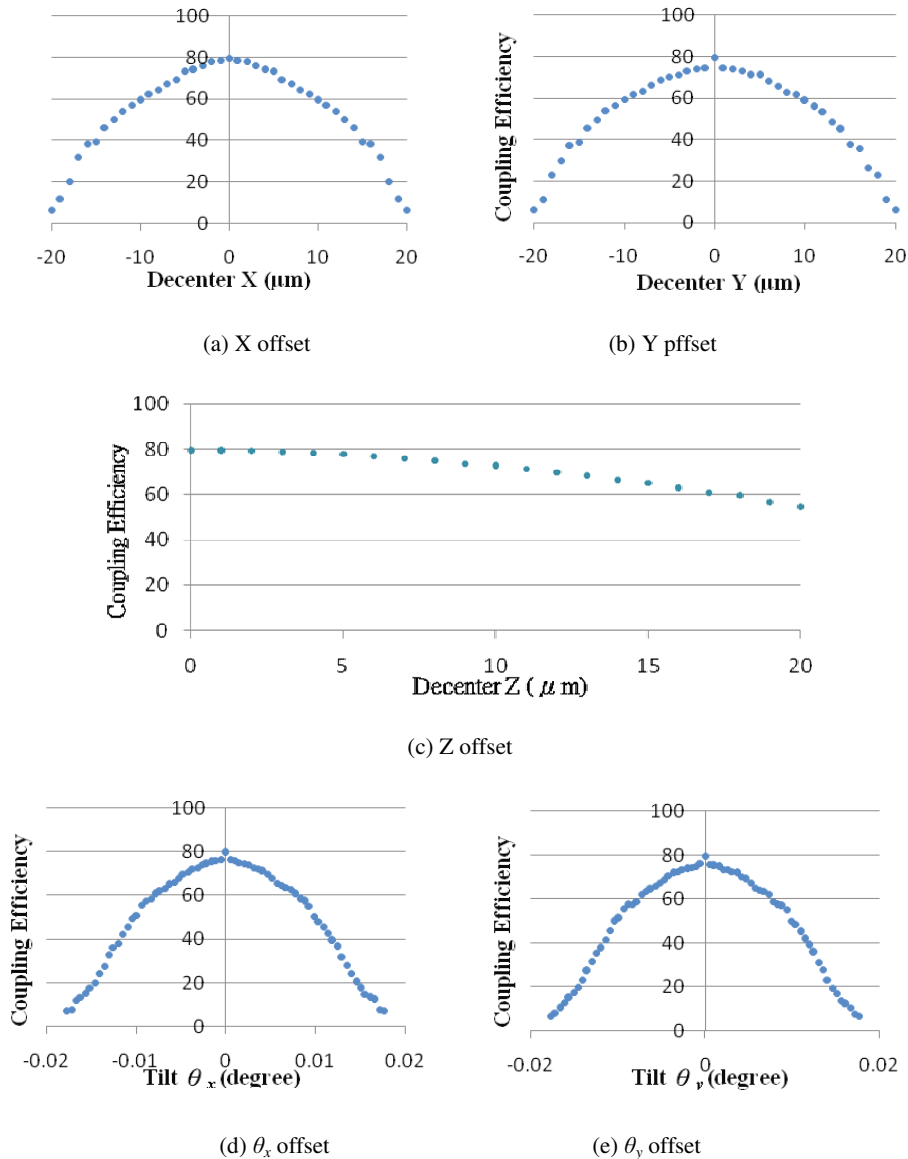 80
60
40
20
0
-20 -10 0 10 20
Decenter X (μm)
(a) X offset
Coupling Efficiency
100
80
60
40
20
0
-20 -10 0 10 20
Decenter Y (μm)
(b) Y pffset
Coupling Efficiency
100
80
60
40
20
0
0 5 10 15 20
Decenter Z ( μ m)
(c) Z offset
Coupling Efficiency
100
80
60
40
20
0
-0.02 -0.01 0 0.01 0.02
Tilt θ x (degree)
(d) θx offset
Coupling Efficiency
100
80
60
40
20
0
-0.02 0 0.02
Tilt θ y (degree)
(e) θy offset